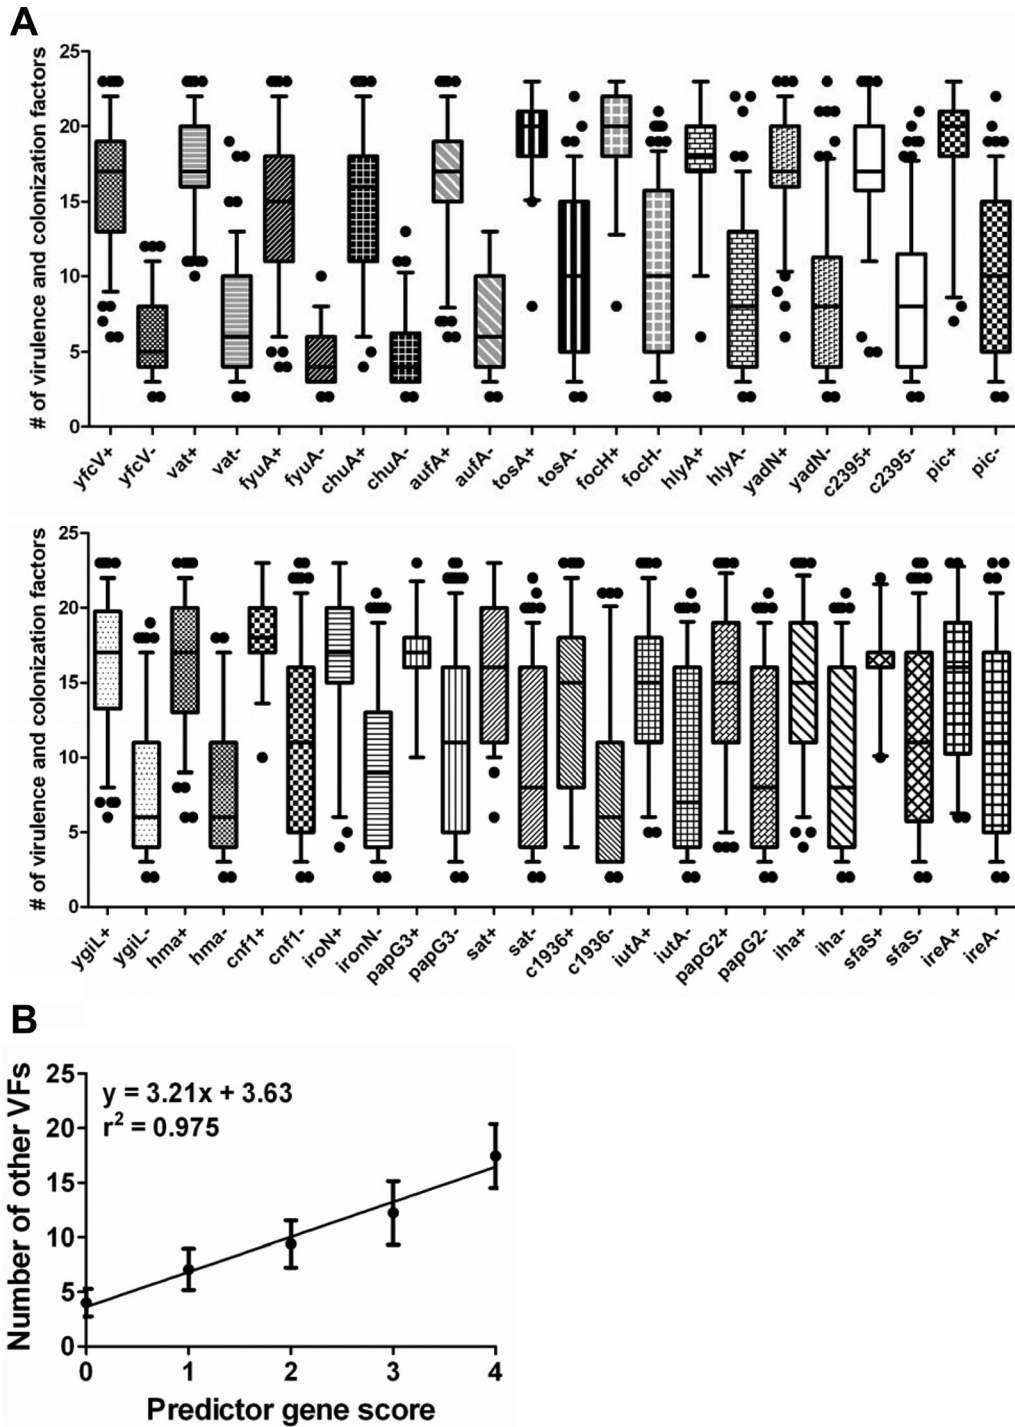 A
# of virulence and colonization factors
25
20
15
10
5
0
yfcV+ yfcV- vat+ vat- fyuA+ fyuA- chuA+ chuA- aufA+ aufA- tosA+ tosA- focH+ focH- hlyA+ hlyA- yadN+ yadN- c2395+ c2395- pic+ pic-
# of virulence and colonization factors
25
20
15
10
5
0
ygiL+ ygiL- hma+ hma- cnf1+ cnf1- iroN+ ironN- papG3+ papG3- sat+ sat- c1936+ c1936- iutA+ iutA- papG2+ papG2- iha+ iha- sfaS+ sfaS- ireA+ ireA-
B
Number of other VFs
25
20
15
10
5
0
y = 3.21x + 3.63
r² = 0.975
0 1 2 3 4
Predictor gene score